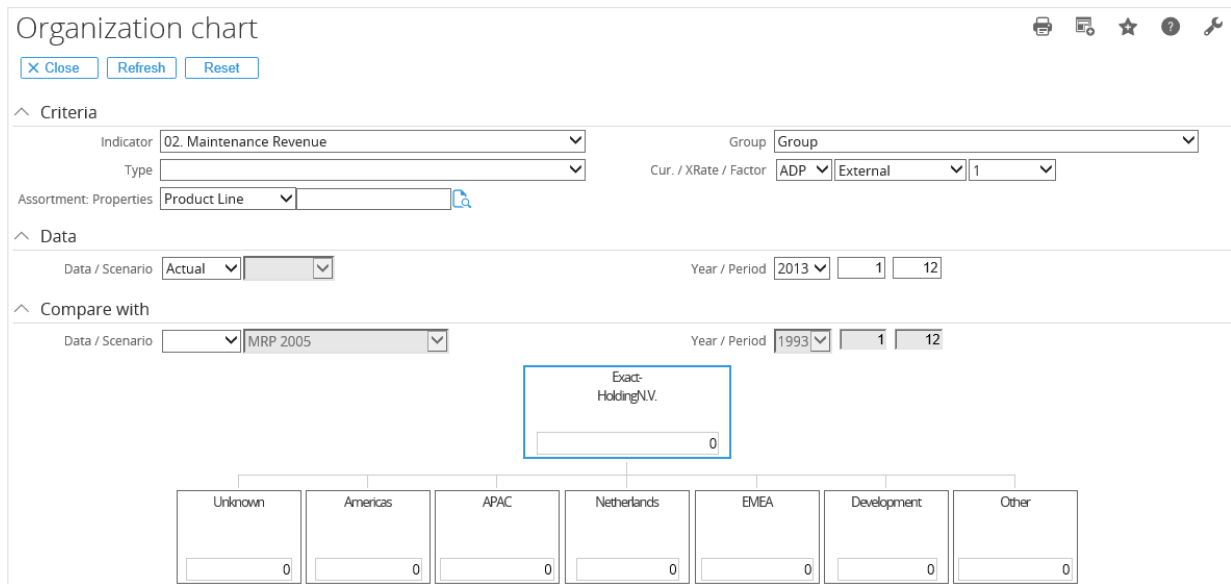 Organization chart
Close Refresh Reset
Criteria
Indicator 02. Maintenance Revenue Group Group
Type Cur. / XRate / Factor ADP External 1
Assortment: Properties Product Line
Data
Data / Scenario Actual Year / Period 2013 1 12
Compare with
Data / Scenario MRP 2005 Year / Period 1993 1 12
Exact-
HoldingN.V.
0
Unknown Americas APAC Netherlands EMEA Development Other
0 0 0 0 0 0 0